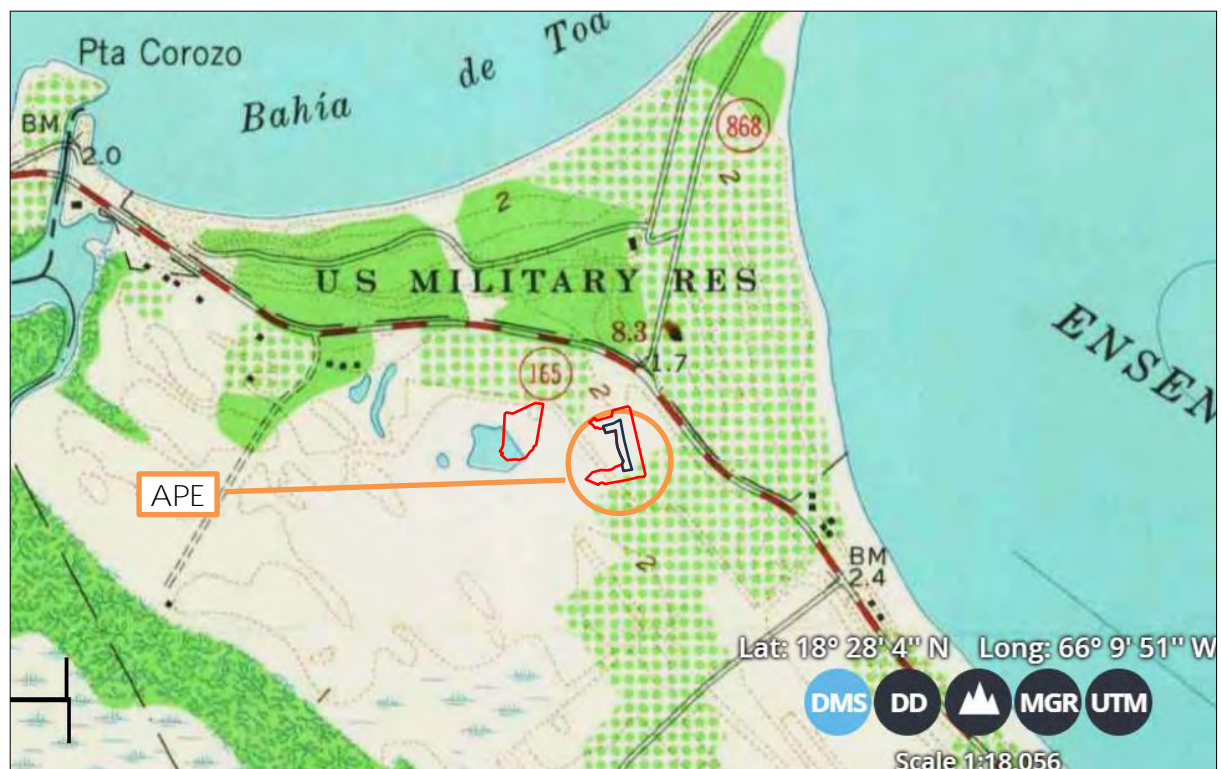 Pta Corozo
Bahía de Toa
BM
2.0
868
2
2
US MILITARY RES
8.3
1.7
165
2
ENSEN
APE
2
BM
2.4
Lat: 18° 28' 4" N Long: 66° 9' 51" W
DMS DD MGR UTM
Scale 1:18,056